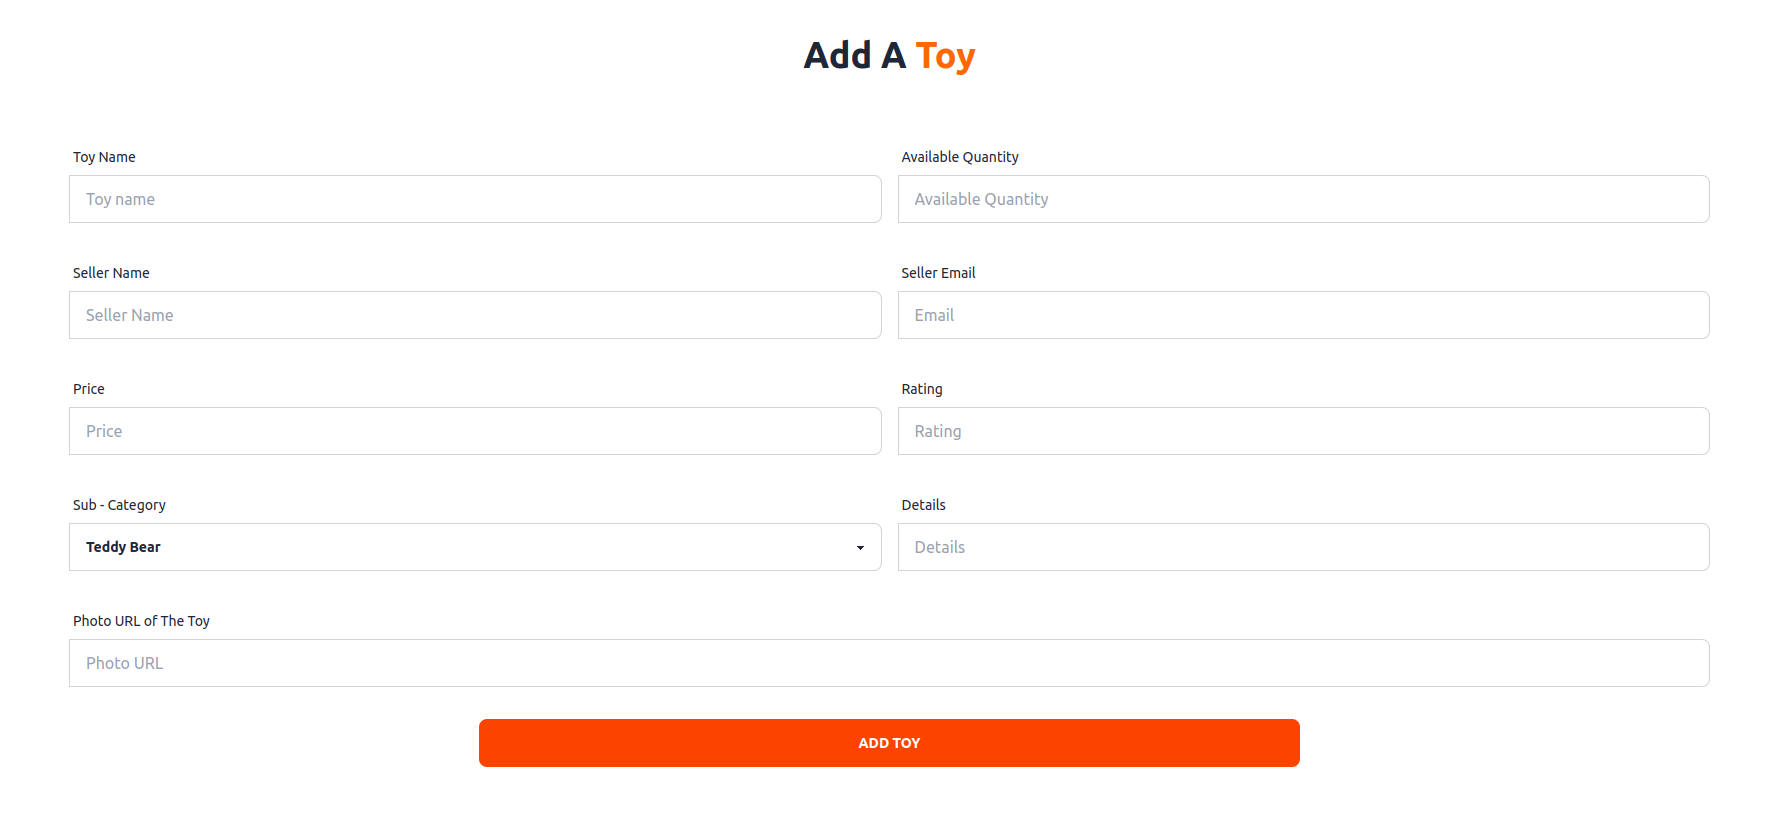 Add A Toy
Toy Name
Toy name
Available Quantity
Available Quantity
Seller Name
Seller Name
Seller Email
Email
Price
Price
Rating
Rating
Sub - Category
Teddy Bear
Details
Details
Photo URL of The Toy
Photo URL
ADD TOY